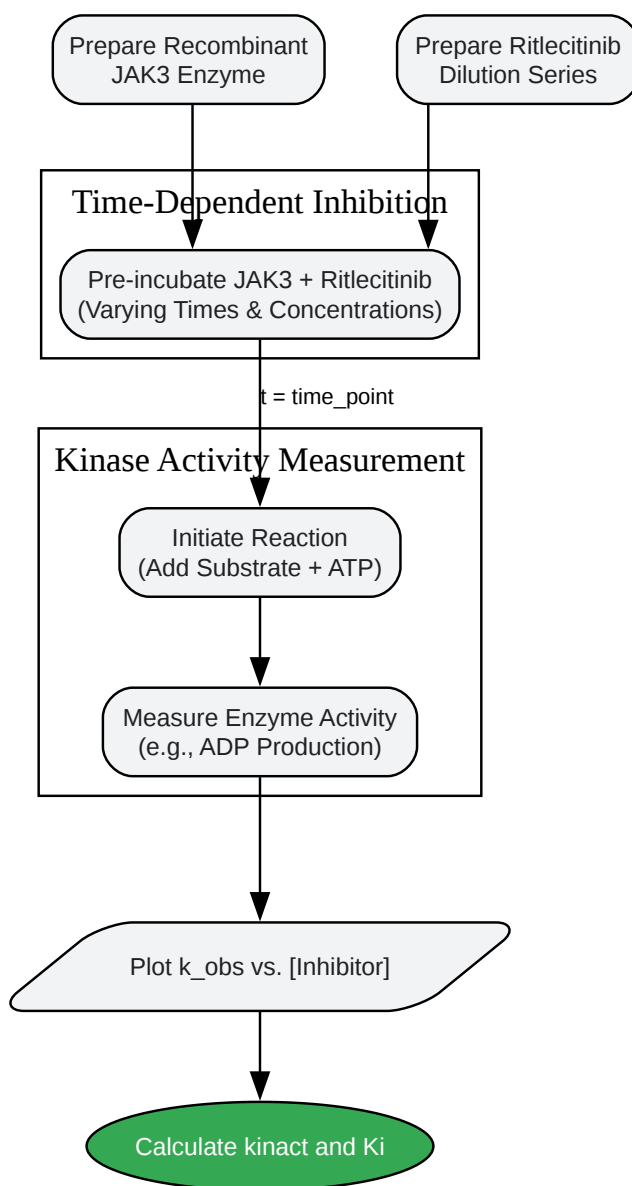 Prepare Recombinant
JAK3 Enzyme
Prepare Ritlecitinib
Dilution Series
Time-Dependent Inhibition
Pre-incubate JAK3 + Ritlecitinib
(Varying Times & Concentrations)
t = time_point
Kinase Activity Measurement
Initiate Reaction
(Add Substrate + ATP)
Measure Enzyme Activity
(e.g., ADP Production)
Plot k_obs vs. [Inhibitor]
Calculate kinact and Ki